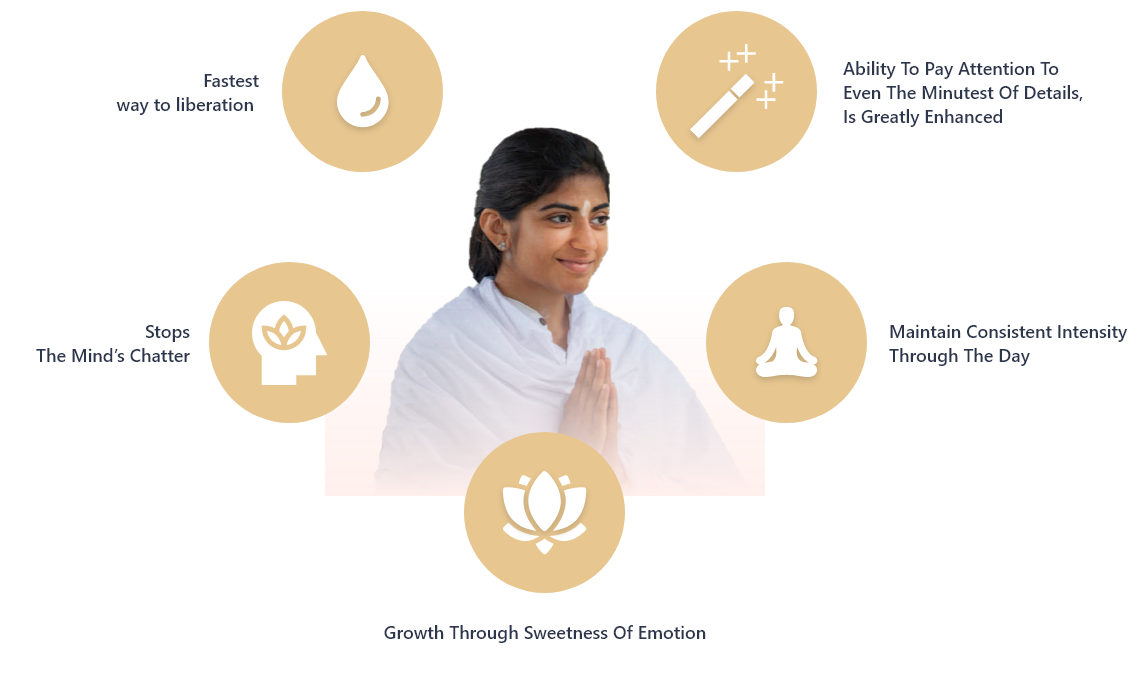 Fastest
way to liberation
Ability To Pay Attention To
Even The Minutest Of Details,
Is Greatly Enhanced
Stops
The Mind’s Chatter
Maintain Consistent Intensity
Through The Day
Growth Through Sweetness Of Emotion